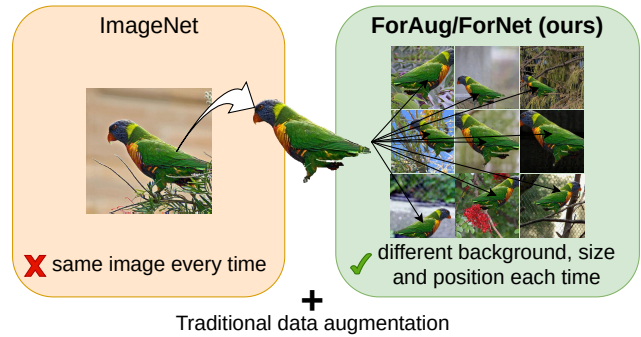 ImageNet
same image every time
ForAug/ForNet (ours)
different background, size
and position each time
+
Traditional data augmentation